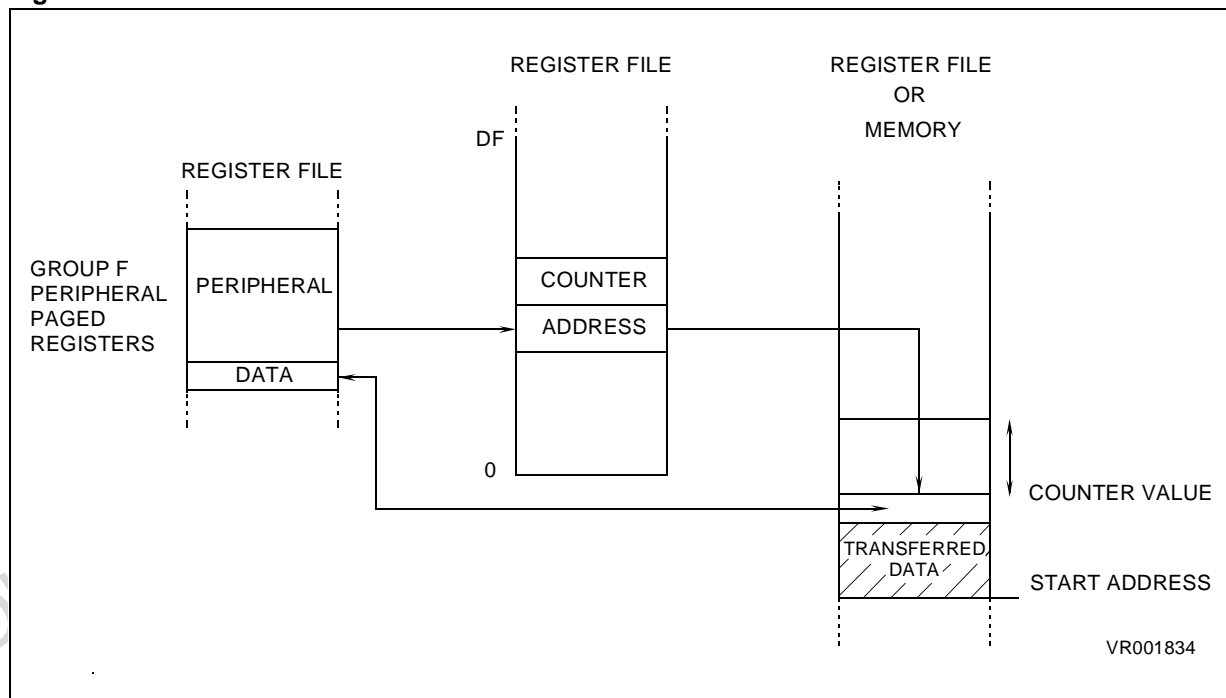 REGISTER FILE
REGISTER FILE
OR
MEMORY
DF
REGISTER FILE
GROUP F
PERIPHERAL
PAGED
REGISTERS
PERIPHERAL
DATA
COUNTER
ADDRESS
0
COUNTER VALUE
TRANSFERRED
DATA
START ADDRESS
VR001834